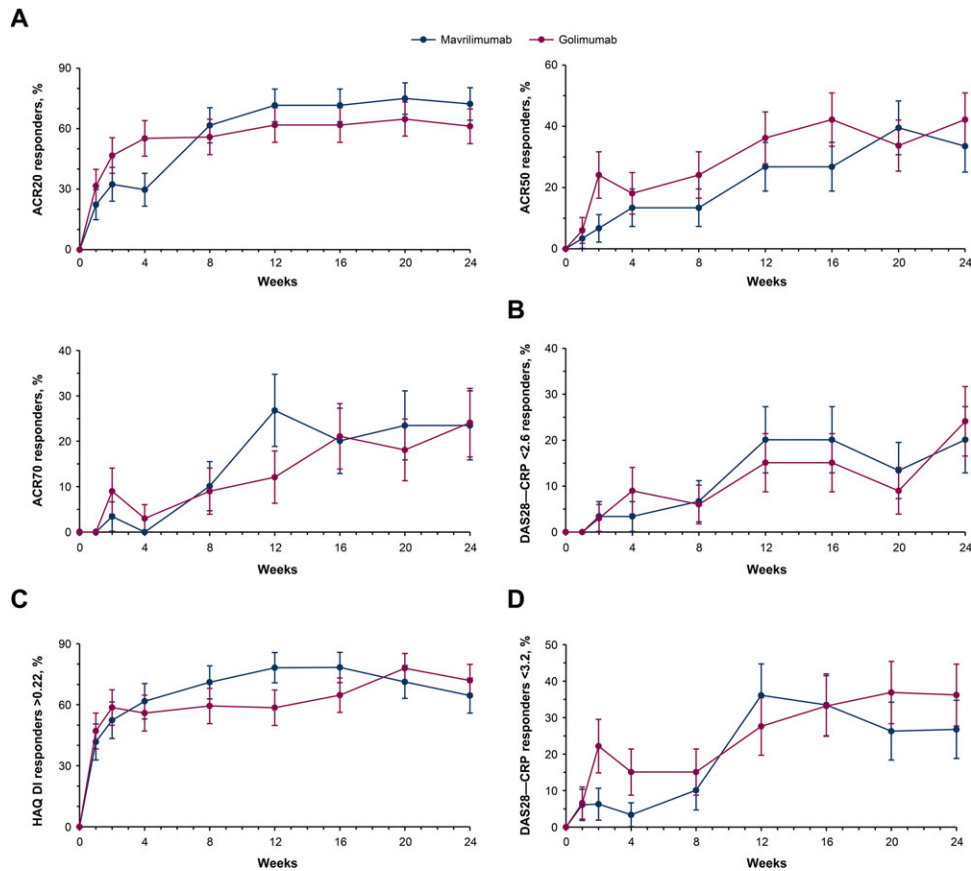 A
Mavrilimumab Golimumab
ACR20 responders, %
90
60
30
0
0 4 8 12 16 20 24
Weeks
ACR50 responders, %
60
40
20
0
0 4 8 12 16 20 24
Weeks
ACR70 responders, %
40
30
20
10
0
0 4 8 12 16 20 24
Weeks
B
DAS28—CRP <2.6 responders, %
40
30
20
10
0
0 4 8 12 16 20 24
Weeks
C
HAQ DI responders >0.22, %
90
60
30
0
0 4 8 12 16 20 24
Weeks
D
DAS28—CRP responders <3.2, %
50
40
30
20
10
0
0 4 8 12 16 20 24
Weeks